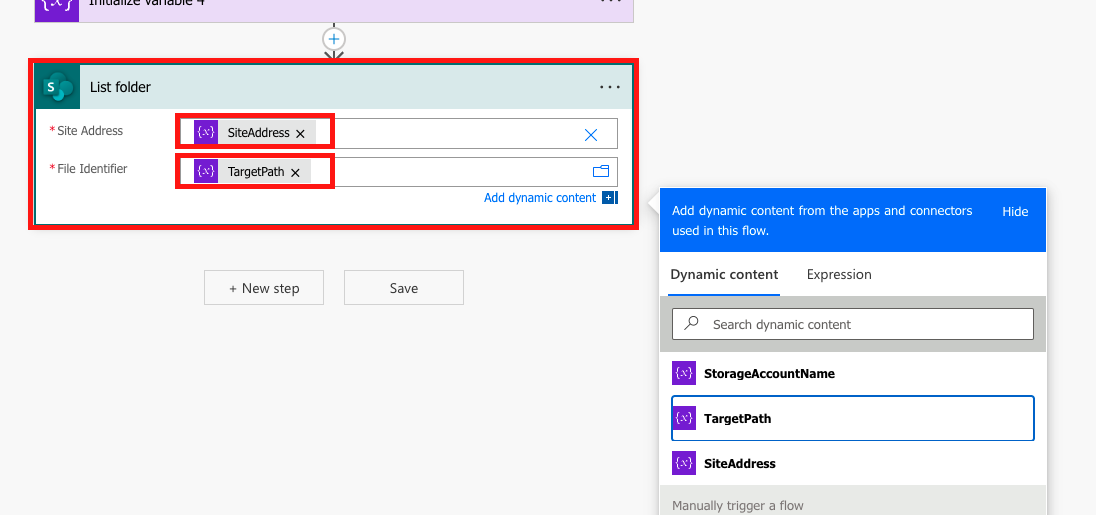 Initialize variable 4
List folder
* Site Address
{x} SiteAddress
* File Identifier
{x} TargetPath
Add dynamic content
Add dynamic content from the apps and connectors
used in this flow.
Hide
Dynamic content
Expression
Search dynamic content
{x} StorageAccountName
{x} TargetPath
{x} SiteAddress
Manually trigger a flow
+ New step
Save